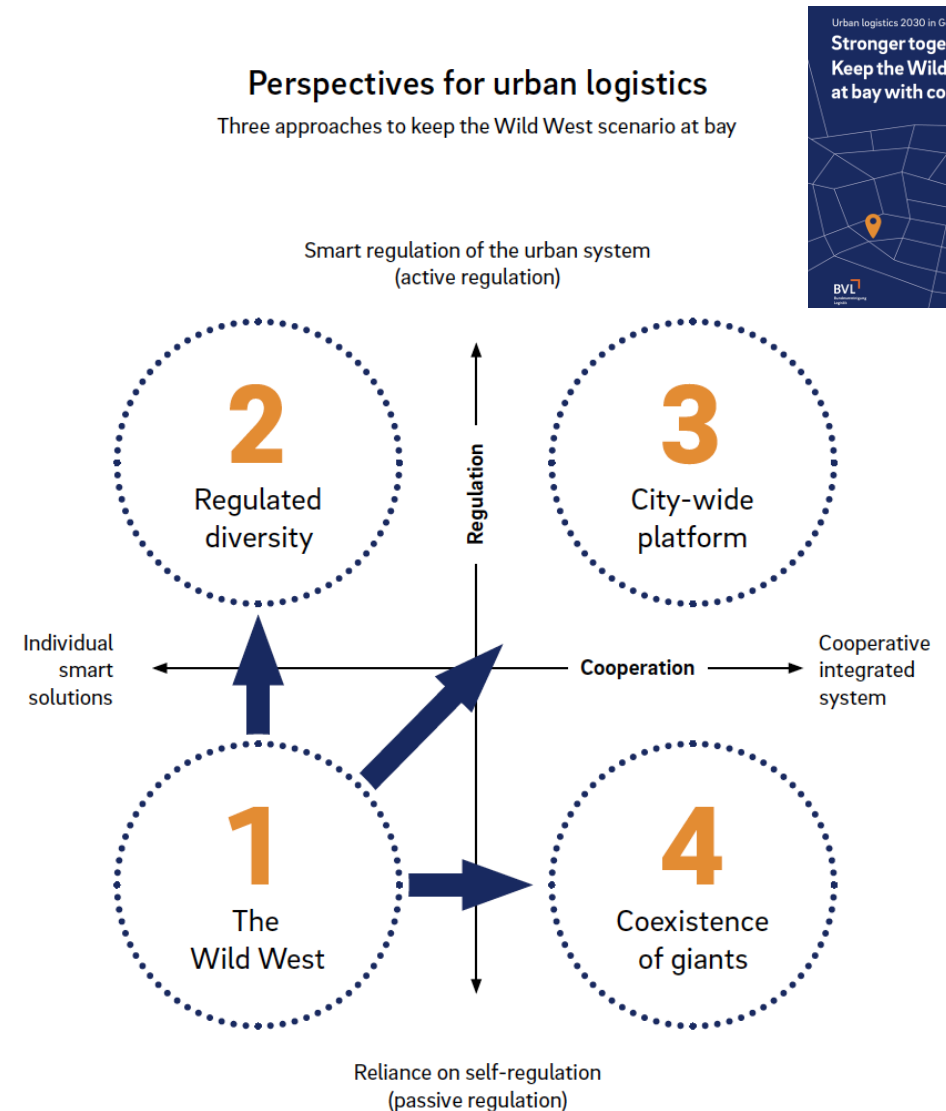 Urban logistics 2030 in G
Stronger toge
Keep the Wild
at bay with co
BVL
Bundesvereinigung
Logistik
Perspectives for urban logistics
Three approaches to keep the Wild West scenario at bay
Smart regulation of the urban system
(active regulation)
2
Regulated
diversity
Regulation
3
City-wide
platform
Individual
smart
solutions
Cooperation
Cooperative
integrated
system
1
The
Wild West
4
Coexistence
of giants
Reliance on self-regulation
(passive regulation)